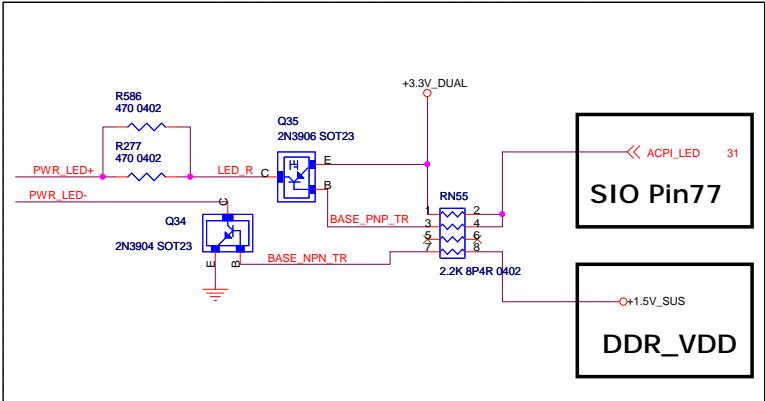 +3.3V_DUAL
R586
470 0402
Q35
2N3906 SOT23
R277
470 0402
ACPI_LED 31
E
PWR_LED+ LED_R C
SIO Pin77
B
RN55
PWR_LED-
C
1 2
BASE_PNP_TR 3 4
Q34
5 6
2N3904 SOT23
7 8
E B BASE_NPN_TR
2.2K 8P4R 0402
+1.5V_SUS
DDR_VDD